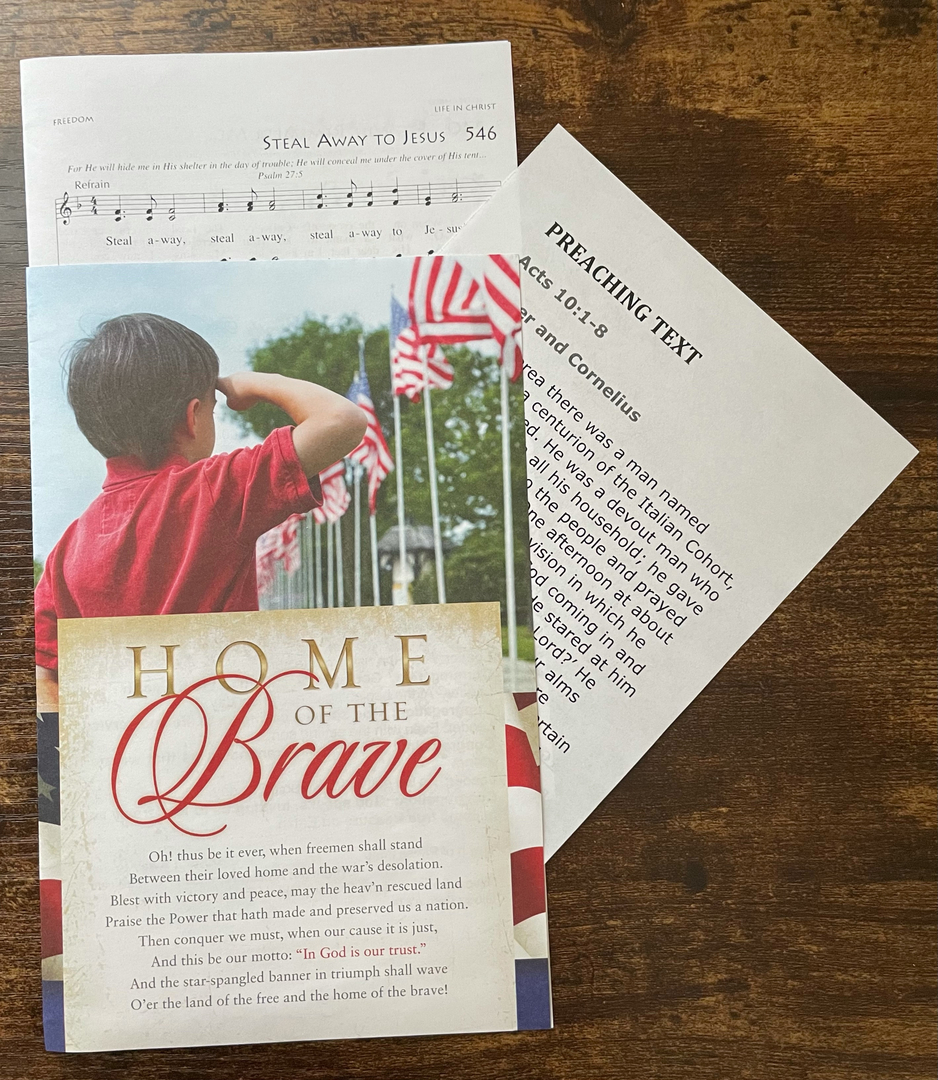 FREEDOM
LIFE IN CHRIST
STEAL AWAY TO JESUS 546
For He will hide me in His shelter in the day of trouble; He will conceal me under the cover of His tent...
Psalm 27:5
Refrain
4
4
Steal a-way, steal a-way, steal a-way to Je - sus
HOME
OF THE
Brave
Oh! thus be it ever, when freemen shall stand
Between their loved home and the war's desolation.
Blest with victory and peace, may the heav'n rescued land
Praise the Power that hath made and preserved us a nation.
Then conquer we must, when our cause it is just,
And this be our motto: “In God is our trust.”
And the star-spangled banner in triumph shall wave
O'er the land of the free and the home of the brave!
PREACHING TEXT
Acts 10:1-8
er and Cornelius
rea there was a man named
a centurion of the Italian Cohort,
ed. He was a devout man who
all his household; he gave
o the people and prayed
ne afternoon at about
vision in which he
od coming in and
e stared at him
Lord?' He
r alms
re
rtain